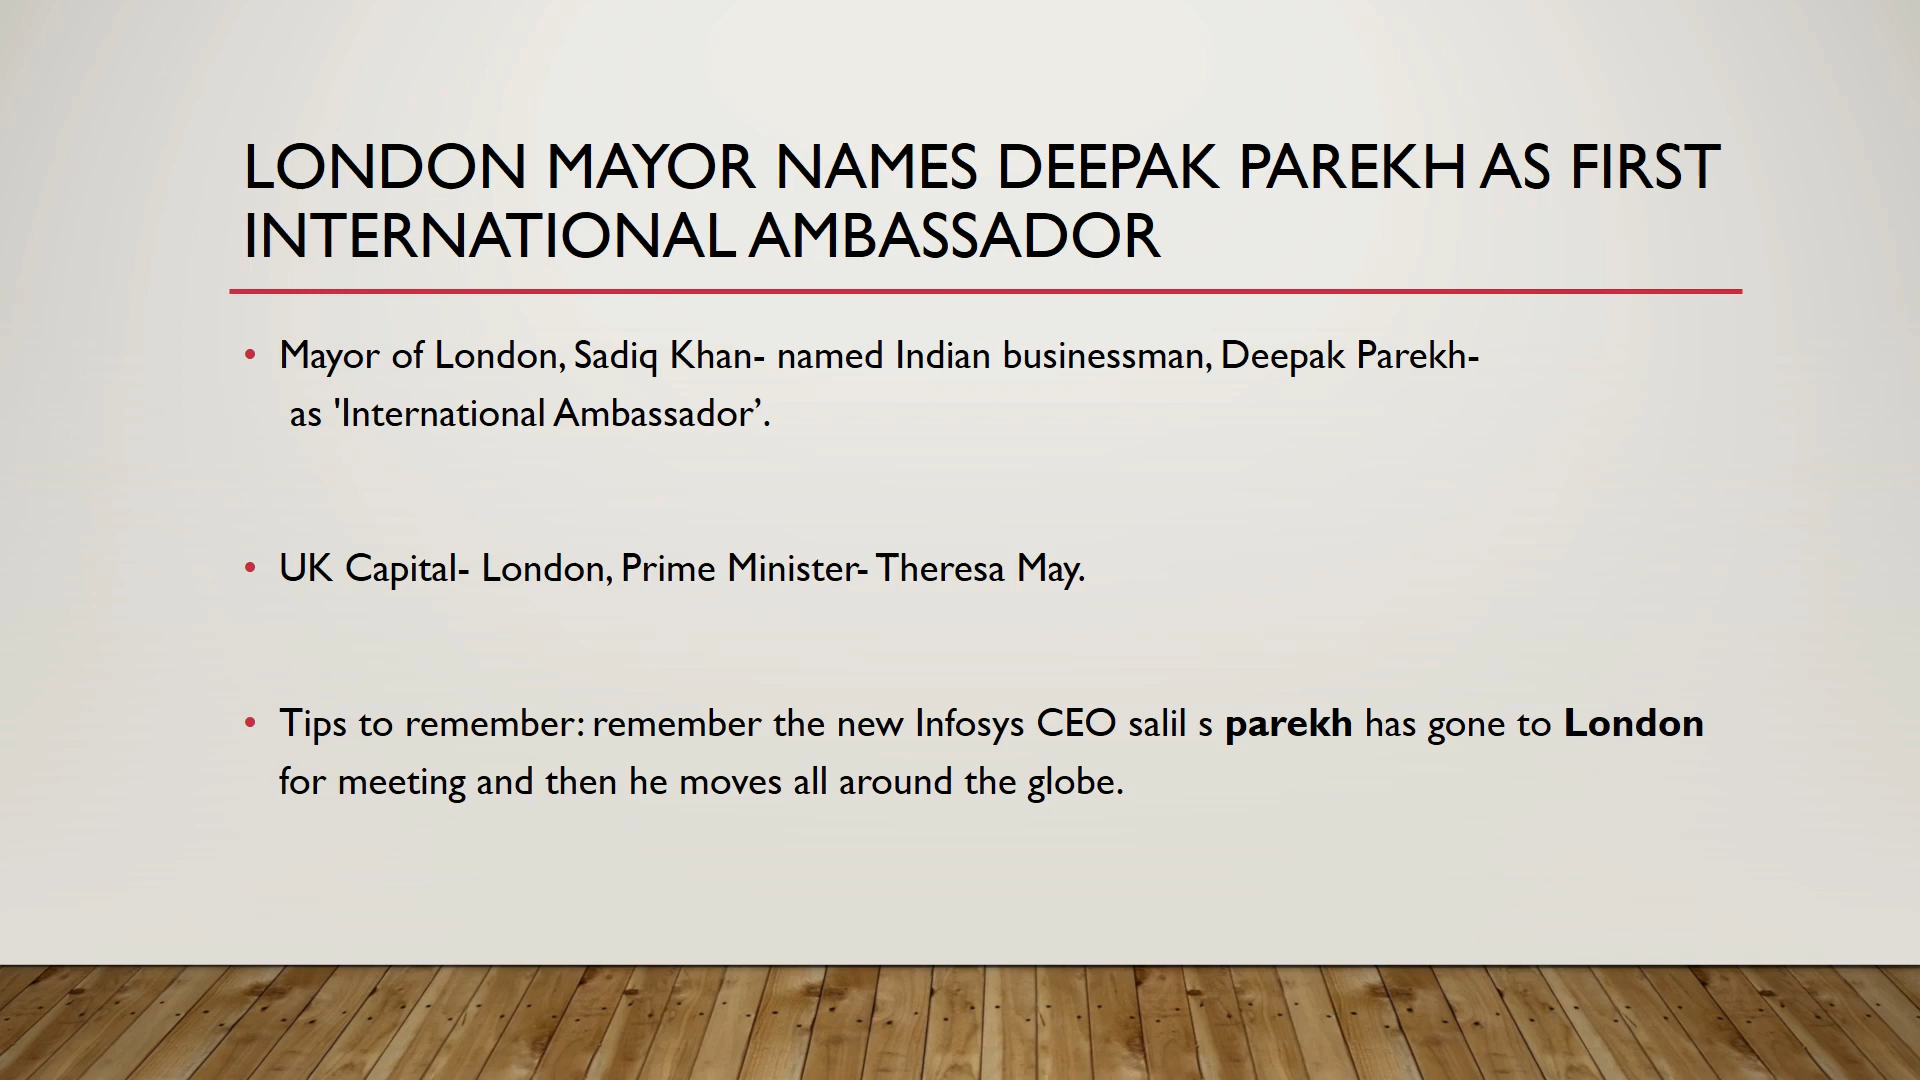 LONDON MAYOR NAMES DEEPAK PAREKH AS FIRST
INTERNATIONAL AMBASSADOR
• Mayor of London, Sadiq Khan- named Indian businessman, Deepak Parekh-
as 'International Ambassador’.
• UK Capital- London, Prime Minister- Theresa May.
• Tips to remember: remember the new Infosys CEO salil s parekh has gone to London
for meeting and then he moves all around the globe.